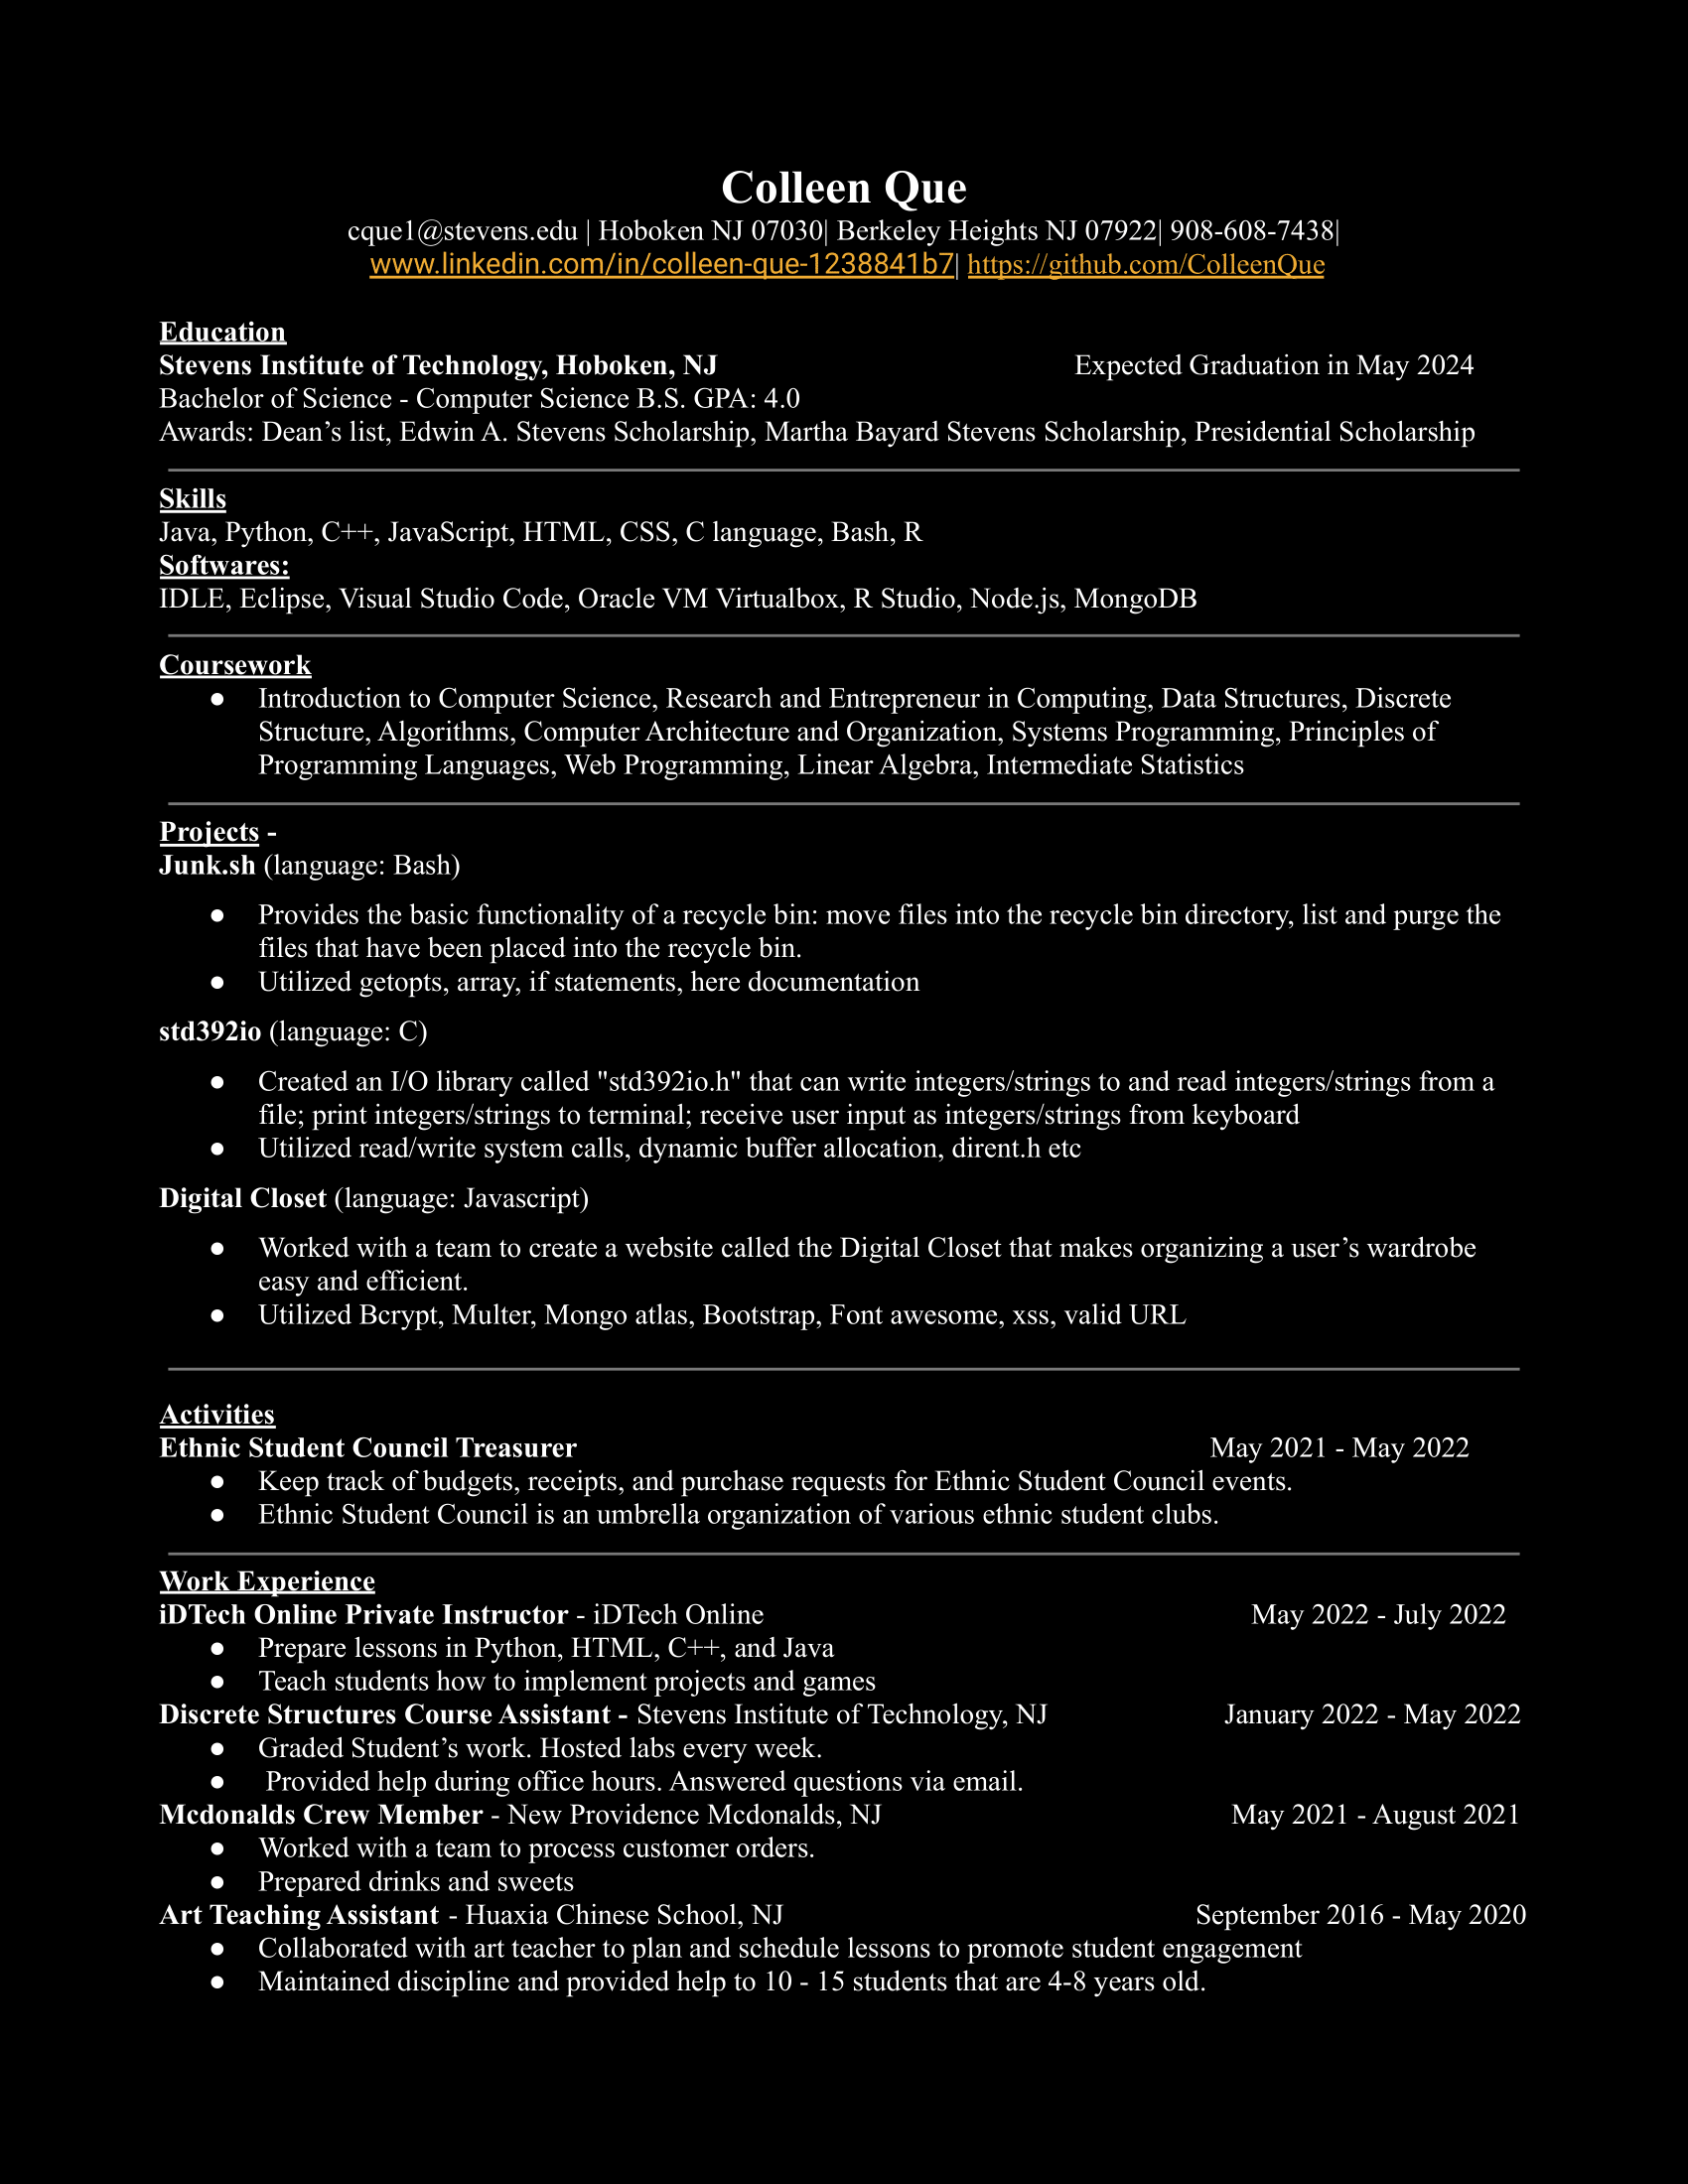 Colleen Que
cque1@stevens.edu | Hoboken NJ 07030| Berkeley Heights NJ 07922| 908-608-7438|
www.linkedin.com/in/colleen-que-1238841b7| https://github.com/ColleenQue
Education
Stevens Institute of Technology, Hoboken, NJ Expected Graduation in May 2024
Bachelor of Science - Computer Science B.S. GPA: 4.0
Awards: Dean’s list, Edwin A. Stevens Scholarship, Martha Bayard Stevens Scholarship, Presidential Scholarship
Skills
Java, Python, C++, JavaScript, HTML, CSS, C language, Bash, R
Softwares:
IDLE, Eclipse, Visual Studio Code, Oracle VM Virtualbox, R Studio, Node.js, MongoDB
Coursework
● Introduction to Computer Science, Research and Entrepreneur in Computing, Data Structures, Discrete
Structure, Algorithms, Computer Architecture and Organization, Systems Programming, Principles of
Programming Languages, Web Programming, Linear Algebra, Intermediate Statistics
Projects -
Junk.sh (language: Bash)
● Provides the basic functionality of a recycle bin: move files into the recycle bin directory, list and purge the
files that have been placed into the recycle bin.
● Utilized getopts, array, if statements, here documentation
std392io (language: C)
● Created an I/O library called "std392io.h" that can write integers/strings to and read integers/strings from a
file; print integers/strings to terminal; receive user input as integers/strings from keyboard
● Utilized read/write system calls, dynamic buffer allocation, dirent.h etc
Digital Closet (language: Javascript)
● Worked with a team to create a website called the Digital Closet that makes organizing a user’s wardrobe
easy and efficient.
● Utilized Bcrypt, Multer, Mongo atlas, Bootstrap, Font awesome, xss, valid URL
Activities
Ethnic Student Council Treasurer May 2021 - May 2022
● Keep track of budgets, receipts, and purchase requests for Ethnic Student Council events.
● Ethnic Student Council is an umbrella organization of various ethnic student clubs.
Work Experience
iDTech Online Private Instructor - iDTech Online May 2022 - July 2022
● Prepare lessons in Python, HTML, C++, and Java
● Teach students how to implement projects and games
Discrete Structures Course Assistant - Stevens Institute of Technology, NJ January 2022 - May 2022
● Graded Student’s work. Hosted labs every week.
● Provided help during office hours. Answered questions via email.
Mcdonalds Crew Member - New Providence Mcdonalds, NJ May 2021 - August 2021
● Worked with a team to process customer orders.
● Prepared drinks and sweets
Art Teaching Assistant - Huaxia Chinese School, NJ September 2016 - May 2020
● Collaborated with art teacher to plan and schedule lessons to promote student engagement
● Maintained discipline and provided help to 10 - 15 students that are 4-8 years old.